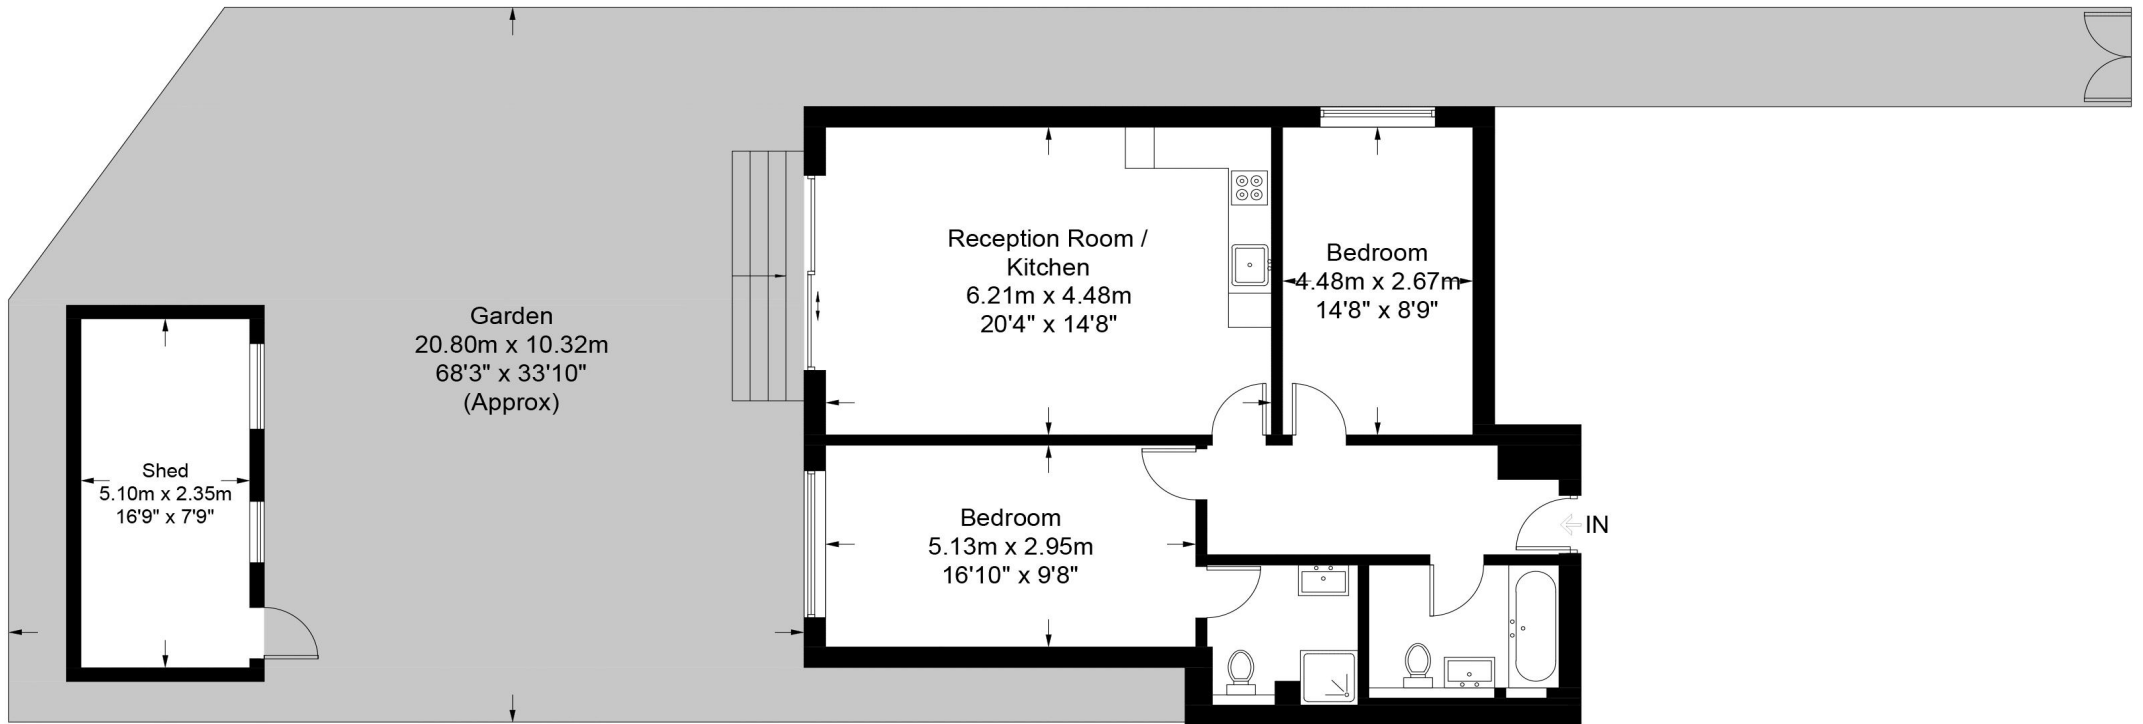 Garden
20.80m x 10.32m
68'3" x 33'10"
(Approx)
Shed
5.10m x 2.35m
16'9" x 7'9"
Reception Room /
Kitchen
6.21m x 4.48m
20'4" x 14'8"
Bedroom
4.48m x 2.67m
14'8" x 8'9"
Bedroom
5.13m x 2.95m
16'10" x 9'8"
IN